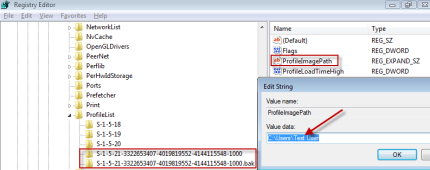 Registry Editor
File Edit View Favorites Help
NetworkList
NvCache
OpenGLDrivers
PeerNet
Perflib
PerHwIdStorage
Ports
Prefetcher
Print
ProfileList
S-1-5-18
S-1-5-19
S-1-5-20
S-1-5-21-3322653407-4019819552-4144115548-1000
S-1-5-21-3322653407-4019819552-4144115548-1000.bak
Name Type
(Default) REG_SZ
Flags REG_DWORD
ProfileImagePath REG_EXPAND_SZ
ProfileLoadTimeHigh REG_DWORD
Edit String
Value name:
ProfileImagePath
Value data:
C:\Users\Test User
OK